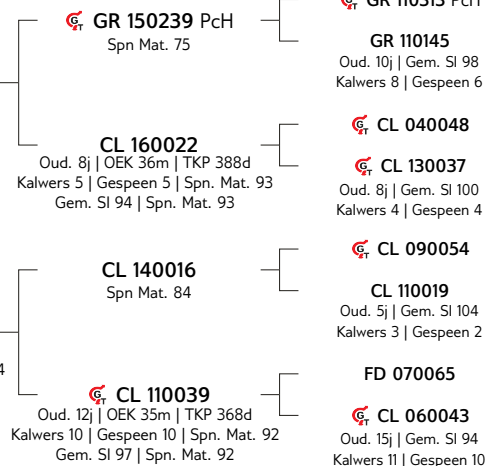 GR 110313 PcH
GR 150239 PcH
Spn Mat. 75
GR 110145
Oud. 10j | Gem. SI 98
Kalwers 8 | Gespeen 6
CL 160022
Oud. 8j | OEK 36m | TKP 388d
Kalwers 5 | Gespeen 5 | Spn. Mat. 93
Gem. SI 94 | Spn. Mat. 93
CL 040048
CL 130037
Oud. 8j | Gem. SI 100
Kalwers 4 | Gespeen 4
CL 140016
Spn Mat. 84
CL 090054
CL 110019
Oud. 5j | Gem. SI 104
Kalwers 3 | Gespeen 2
4
CL 110039
Oud. 12j | OEK 35m | TKP 368d
Kalwers 10 | Gespeen 10 | Spn. Mat. 92
Gem. SI 97 | Spn. Mat. 92
FD 070065
CL 060043
Oud. 15j | Gem. SI 94
Kalwers 11 | Gespeen 10